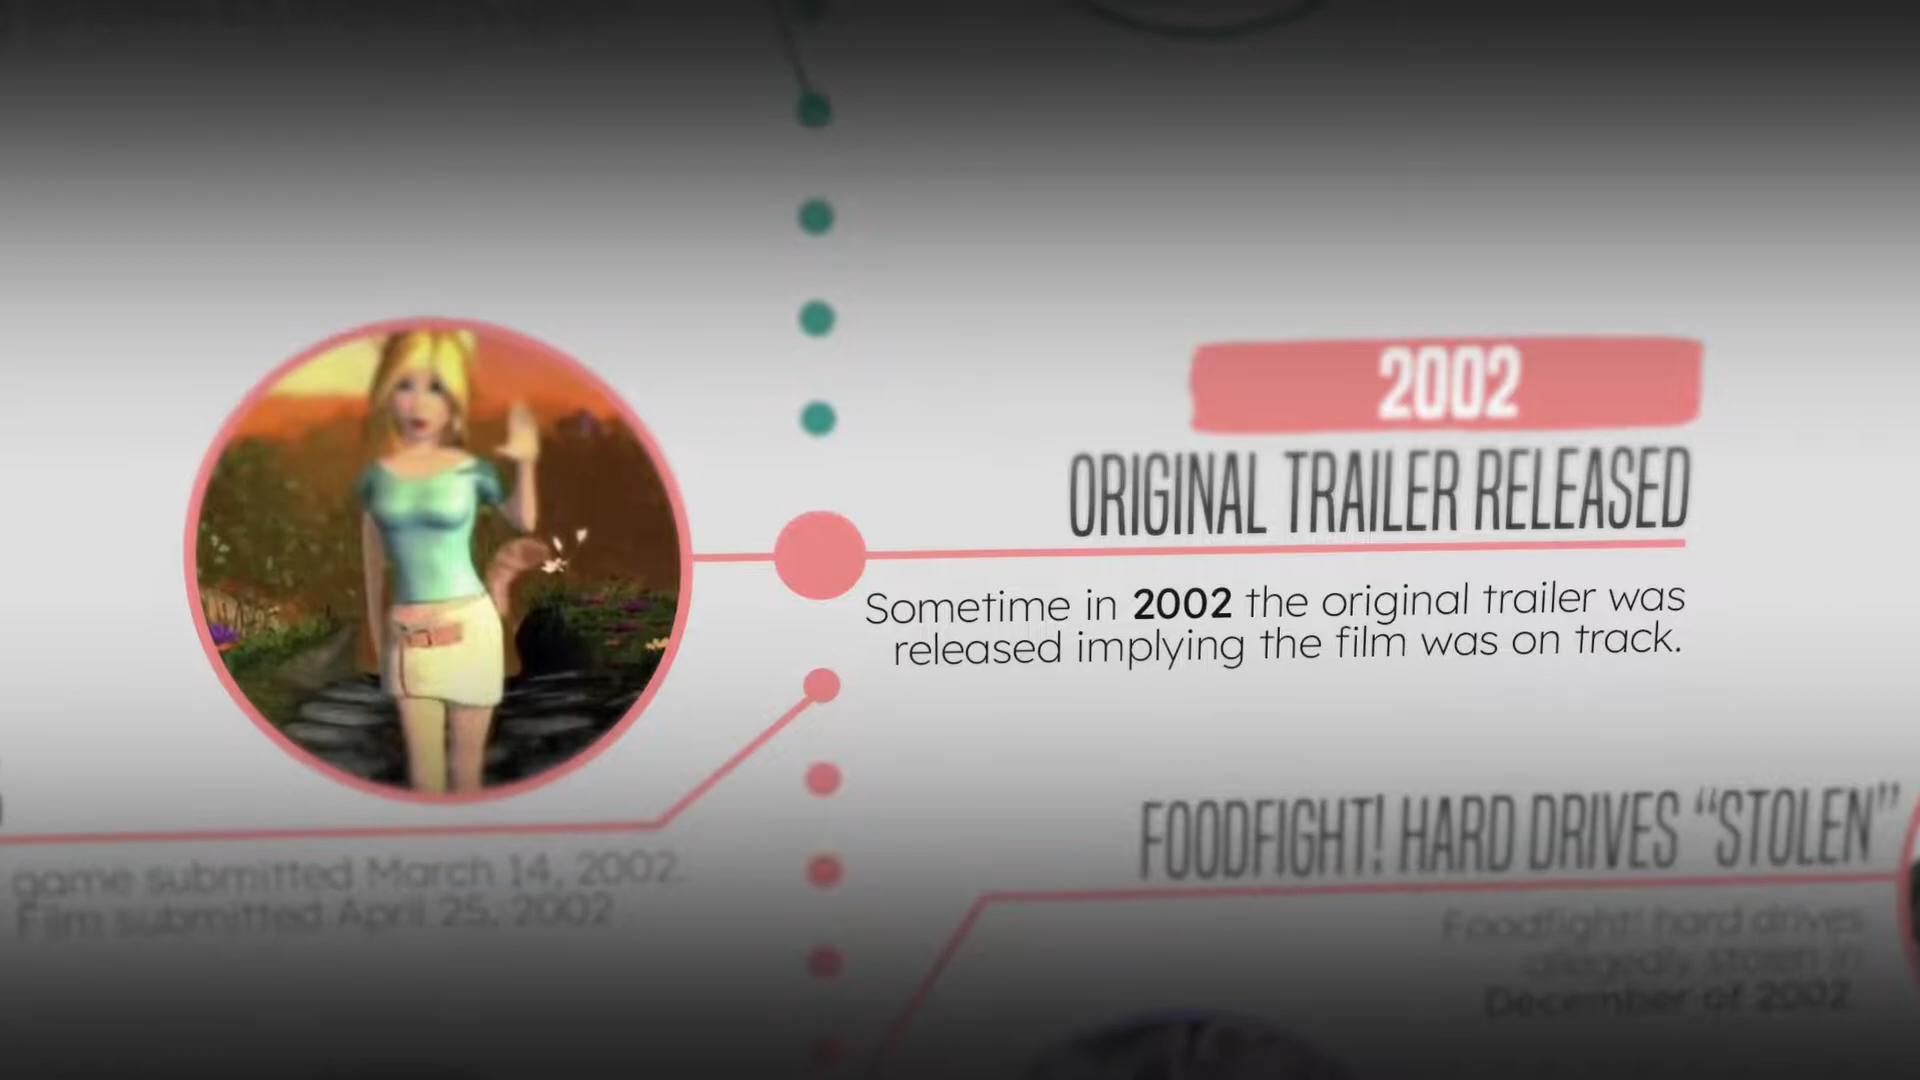 2002
ORIGINAL TRAILER RELEASED
Sometime in 2002 the original trailer was
released implying the film was on track.
game submitted March 14, 2002.
Film submitted April 25, 2002
FOODFIGHT! HARD DRIVES “STOLEN”
Foodfight! hard drives
allegedly stolen in
December of 2002.